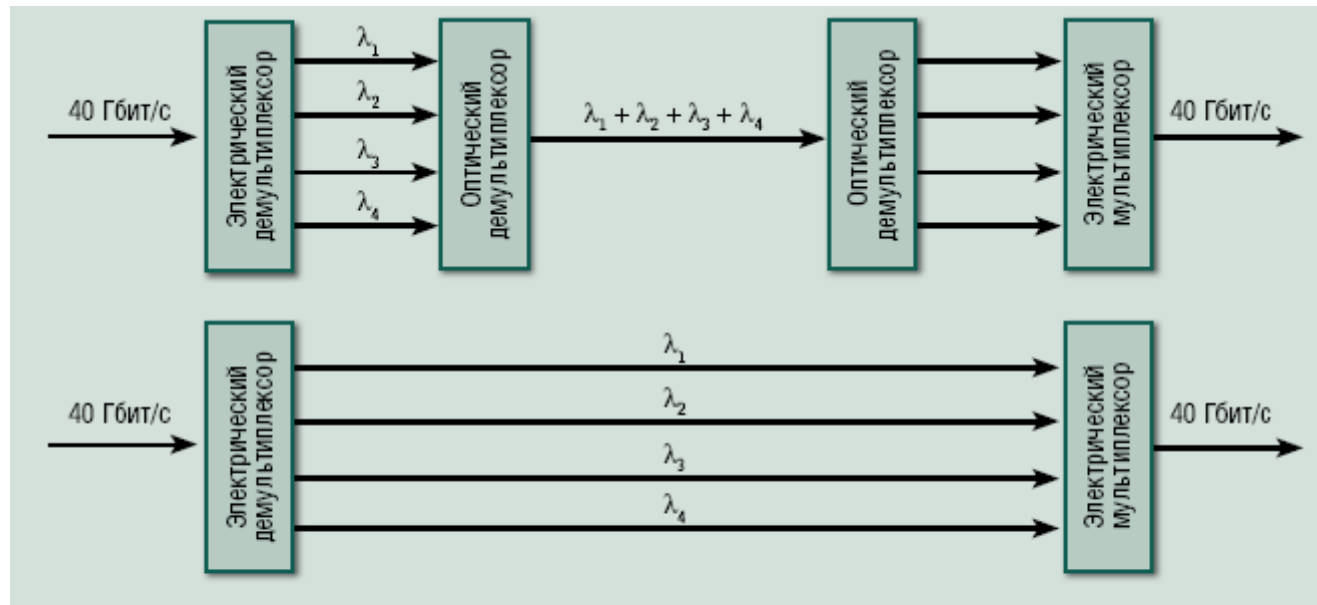 40 Гбит/с
Электрический
демультиплексор
λ1
λ2
λ3
λ4
Оптический
демультиплексор
λ1 + λ2 + λ3 + λ4
Оптический
демультиплексор
Электрический
мультиплексор
40 Гбит/с
40 Гбит/с
Электрический
демультиплексор
λ1
λ2
λ3
λ4
Электрический
мультиплексор
40 Гбит/с